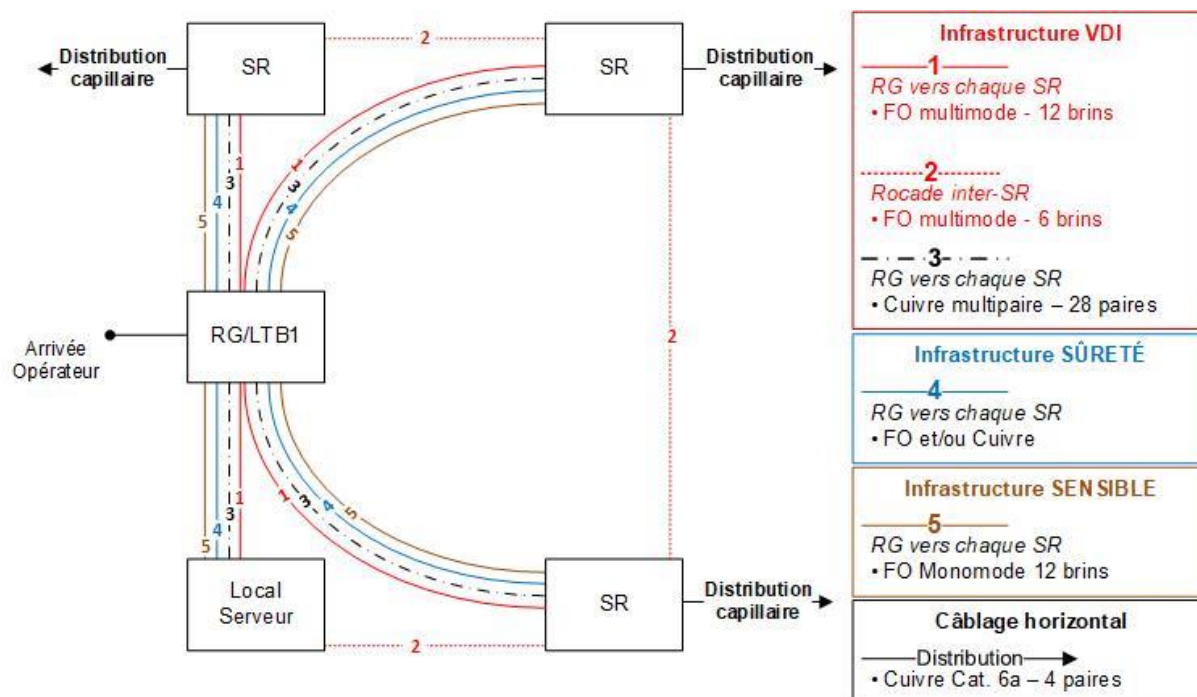 Distribution
capillaire
SR
2
SR
Distribution
capillaire
1
3
4
5
1
3
4
5
RG/LTB1
Arrivée
Opérateur
2
1
3
4
5
1
3
4
5
Local
Serveur
2
SR
Distribution
capillaire
Infrastructure VDI
1
RG vers chaque SR
• FO multimode - 12 brins
2
Rocade inter-SR
• FO multimode - 6 brins
3
RG vers chaque SR
• Cuivre multipaire – 28 paires
Infrastructure SÛRETÉ
4
RG vers chaque SR
• FO et/ou Cuivre
Infrastructure SENSIBLE
5
RG vers chaque SR
• FO Monomode 12 brins
Câblage horizontal
Distribution
• Cuivre Cat. 6a – 4 paires